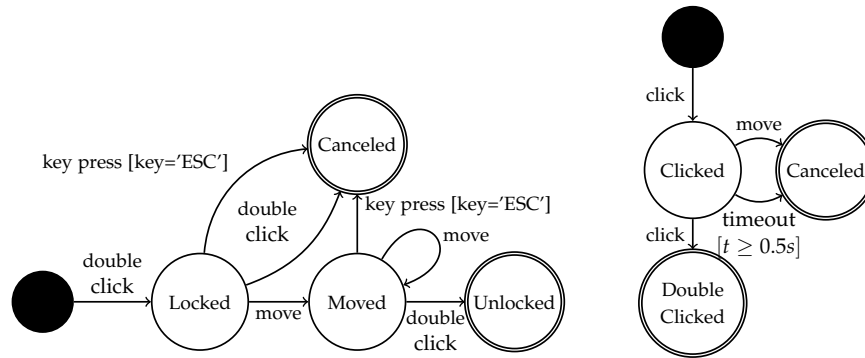 Canceled
key press [key='ESC']
double
click
key press [key='ESC']
move
double
click
Locked
move
Moved
double
click
Unlocked
click
Clicked
move
Canceled
timeout
[t ≥ 0.5s]
click
Double
Clicked